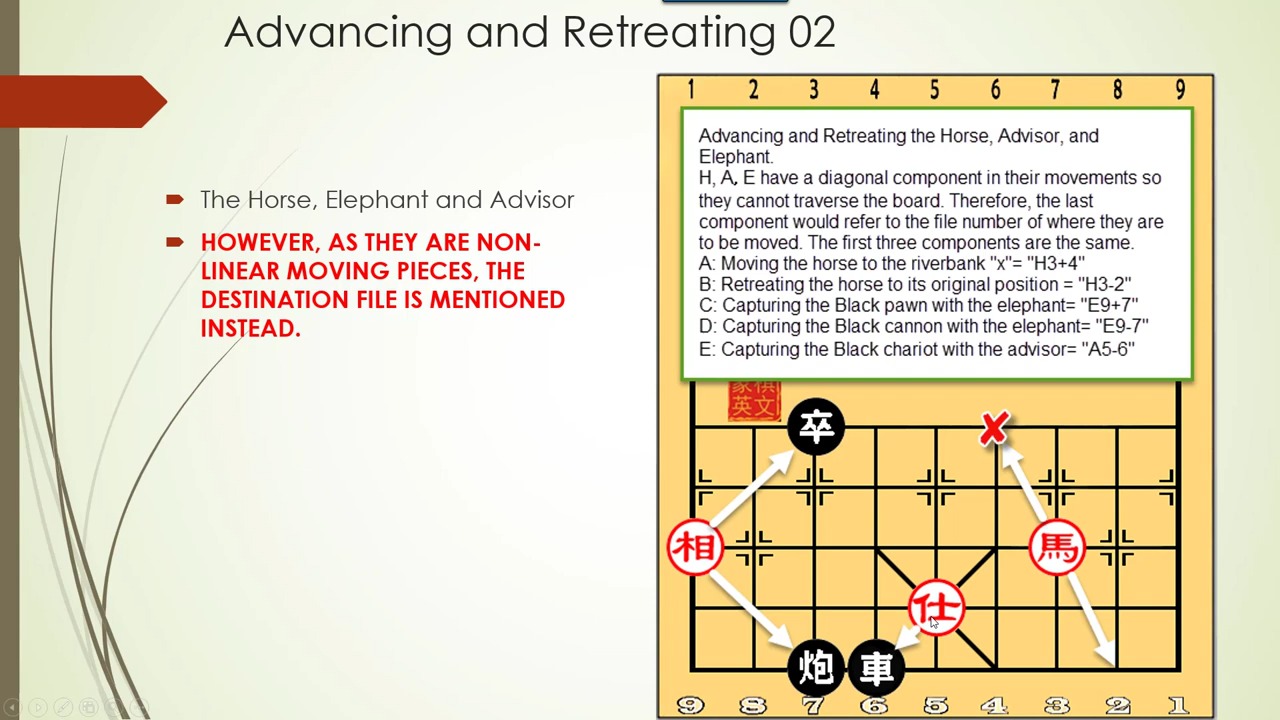 Advancing and Retreating 02
The Horse, Elephant and Advisor
HOWEVER, AS THEY ARE NON-
LINEAR MOVING PIECES, THE
DESTINATION FILE IS MENTIONED
INSTEAD.
1 2 3 4 5 6 7 8 9
Advancing and Retreating the Horse, Advisor, and
Elephant.
H, A, E have a diagonal component in their movements so
they cannot traverse the board. Therefore, the last
component would refer to the file number of where they are
to be moved. The first three components are the same.
A: Moving the horse to the riverbank "x"= "H3+4"
B: Retreating the horse to its original position = "H3-2"
C: Capturing the Black pawn with the elephant= "E9+7"
D: Capturing the Black cannon with the elephant= "E9-7"
E: Capturing the Black chariot with the advisor= "A5-6"
象棋
英文
卒
相
馬
仕
炮
車
9 8 7 6 5 4 3 2 1